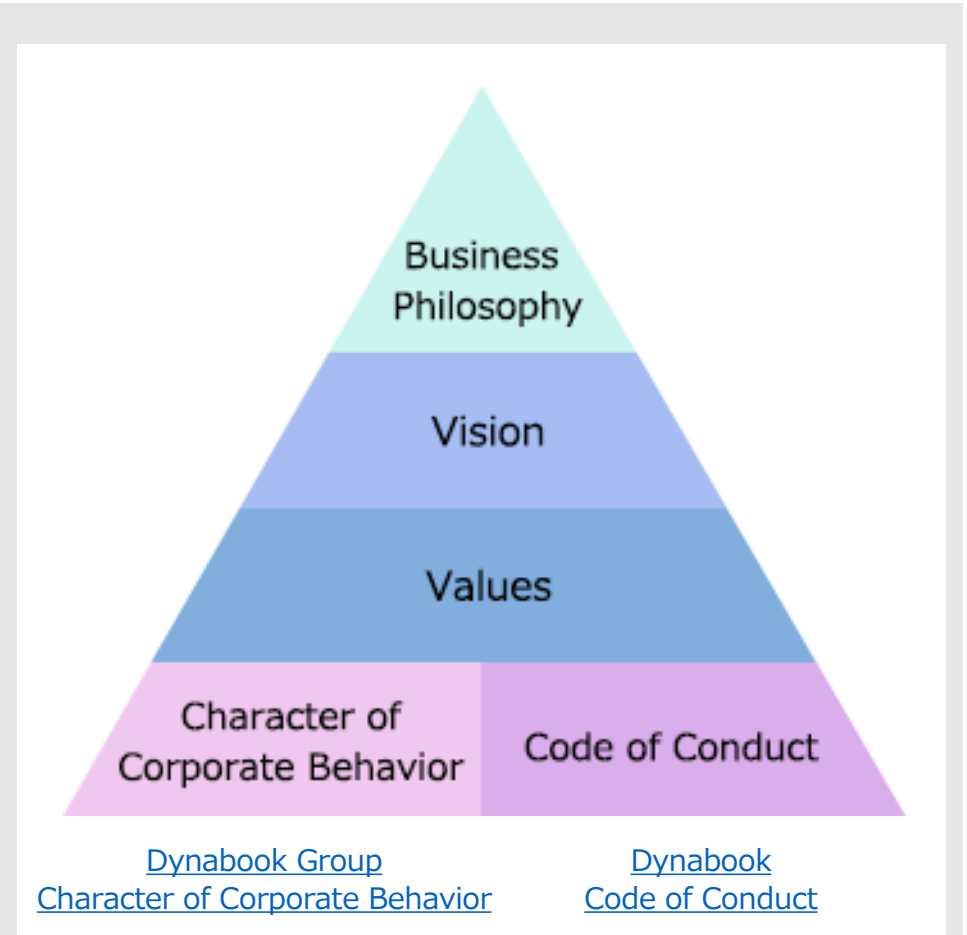 Business
Philosophy
Vision
Values
Character of
Corporate Behavior
Code of Conduct
Dynabook Group
Character of Corporate Behavior
Dynabook
Code of Conduct